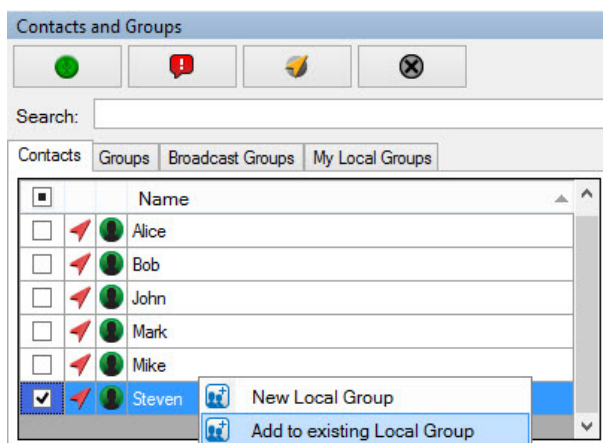 Contacts and Groups
Search:
Contacts Groups Broadcast Groups My Local Groups
Name
Alice
Bob
John
Mark
Mike
Steven
New Local Group
Add to existing Local Group